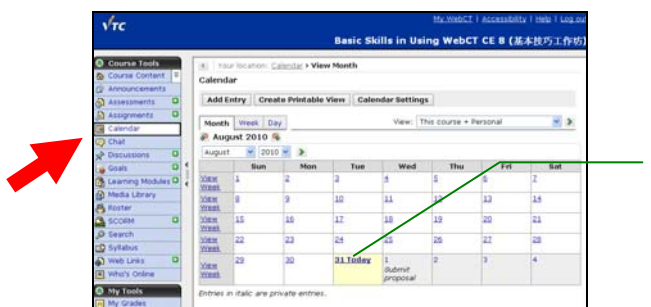 VTC
My WebCT | Accessibility | Help | Log out
Basic Skills in Using WebCT CE 8 (基本技巧工作坊)
Course Tools
Course Content
Announcements
Assessments
Assignments
Calendar
Chat
Discussions
Goals
Learning Modules
Media Library
Roster
SCORM
Search
Syllabus
Web Links
Who's Online
My Tools
My Grades
Your location: Calendar › View Month
Calendar
Add Entry Create Printable View Calendar Settings
Month Week Day View: This course + Personal
August 2010
August 2010
Sun Mon Tue Wed Thu Fri Sat
View Week 1 2 3 4 5 6 7
View Week 8 9 10 11 12 13 14
View Week 15 16 17 18 19 20 21
View Week 22 23 24 25 26 27 28
View Week 29 30 31 Today 1 2 3 4
Submit
proposal
Entries in italic are private entries.